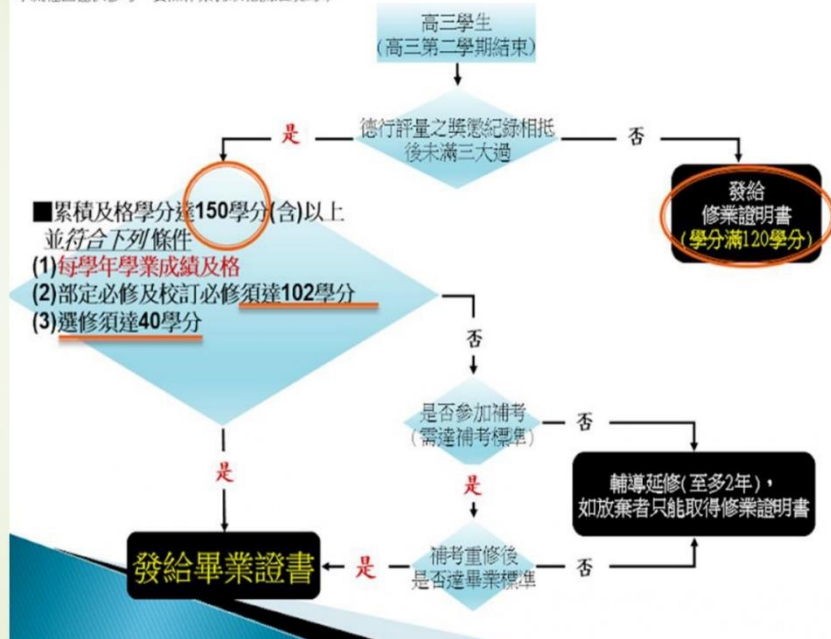 高三學生
(高三第二學期結束)
德行評量之獎懲紀錄相抵
後未滿三大過
是
否
發給
修業證明書
(學分滿120學分)
■累積及格學分達150學分(含)以上
並符合下列條件
(1)每學年學業成績及格
(2)部定必修及校訂必修須達102學分
(3)選修須達40學分
否
是否參加補考
(需達補考標準)
否
是
是
輔導延修(至多2年)，
如放棄者只能取得修業證明書
發給畢業證書
是
補考重修後
是否達畢業標準
否